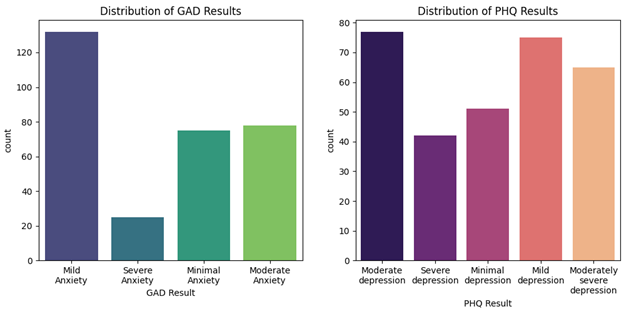 Distribution of GAD Results
count
120
100
80
60
40
20
0
Mild
Anxiety
Severe
Anxiety
Minimal
Anxiety
Moderate
Anxiety
GAD Result
Distribution of PHQ Results
count
80
70
60
50
40
30
20
10
0
Moderate
depression
Severe
depression
Minimal
depression
Mild
depression
Moderately
severe
depression
PHQ Result